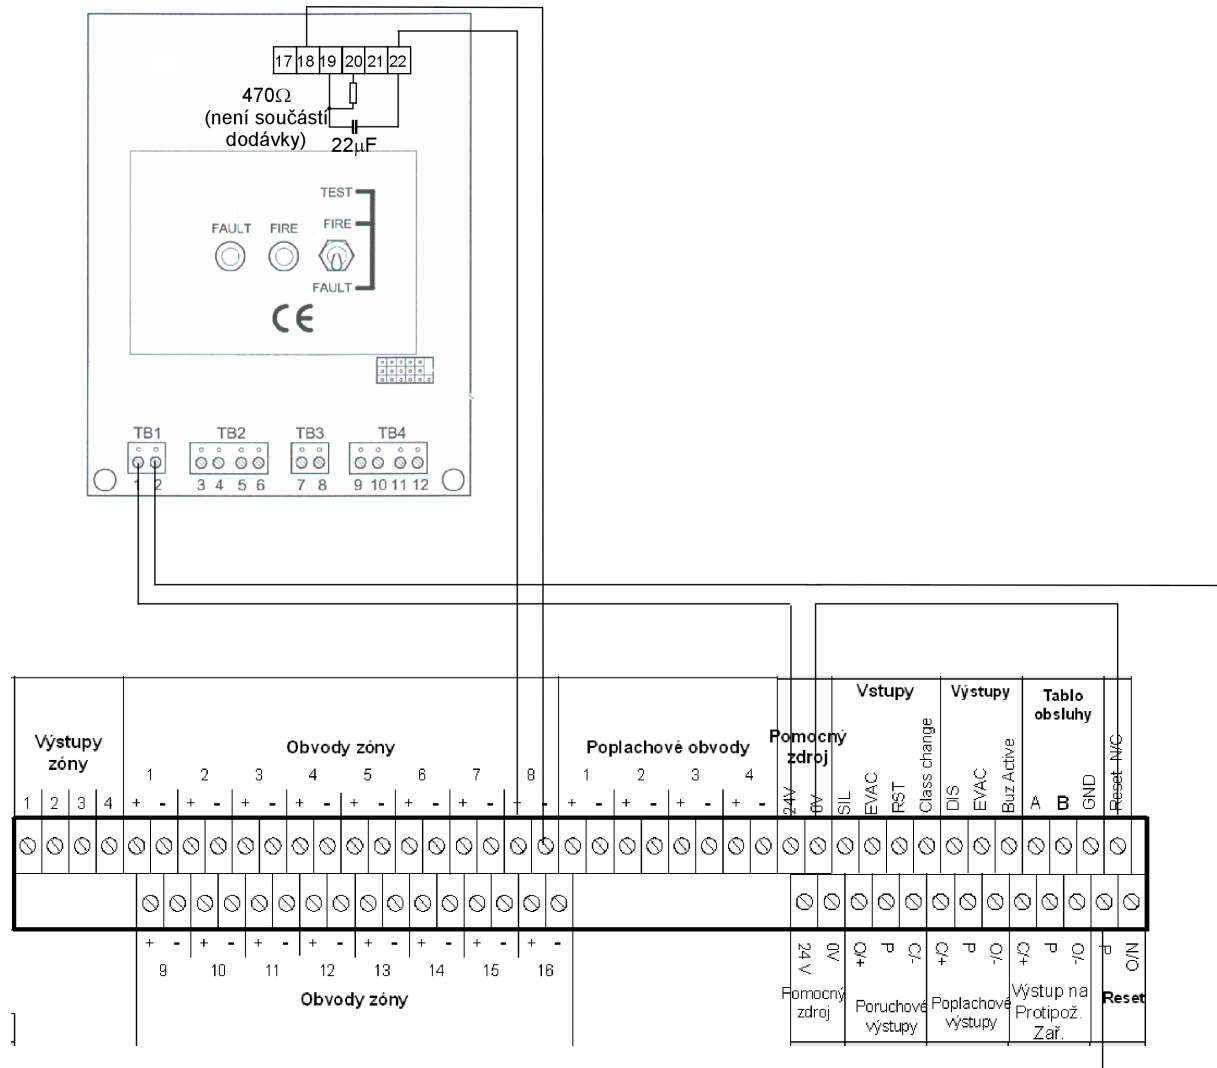 17 18 19 20 21 22
470Ω
(není součástí
dodávky)
22μF
TEST
FAULT FIRE FIRE
FAULT
CE
TB1 TB2 TB3 TB4
1 2 3 4 5 6 7 8 9 10 11 12
Vstupy Výstupy Tablo
obsluhy
Výstupy
zóny
Obvody zóny
Poplachové obvody
Pomocný
zdroj
1 2 3 4 5 6 7 8 1 2 3 4
1 2 3 4 + - + - + - + - + - + - + - + - + - + - + - + -
24V 0V SIL EVAC RST Class change DIS EVAC Buz Active A B GND Reset N/C
+ - + - + - + - + - + - + - + -
9 10 11 12 13 14 15 16
Obvody zóny
24 V 0V O/+ P C/- C/+ P O/- C/+ P O/- P N/O
Pomocný
zdroj
Poruchové
výstupy
Poplachové
výstupy
Výstup na
Protipož.
Zař.
Reset